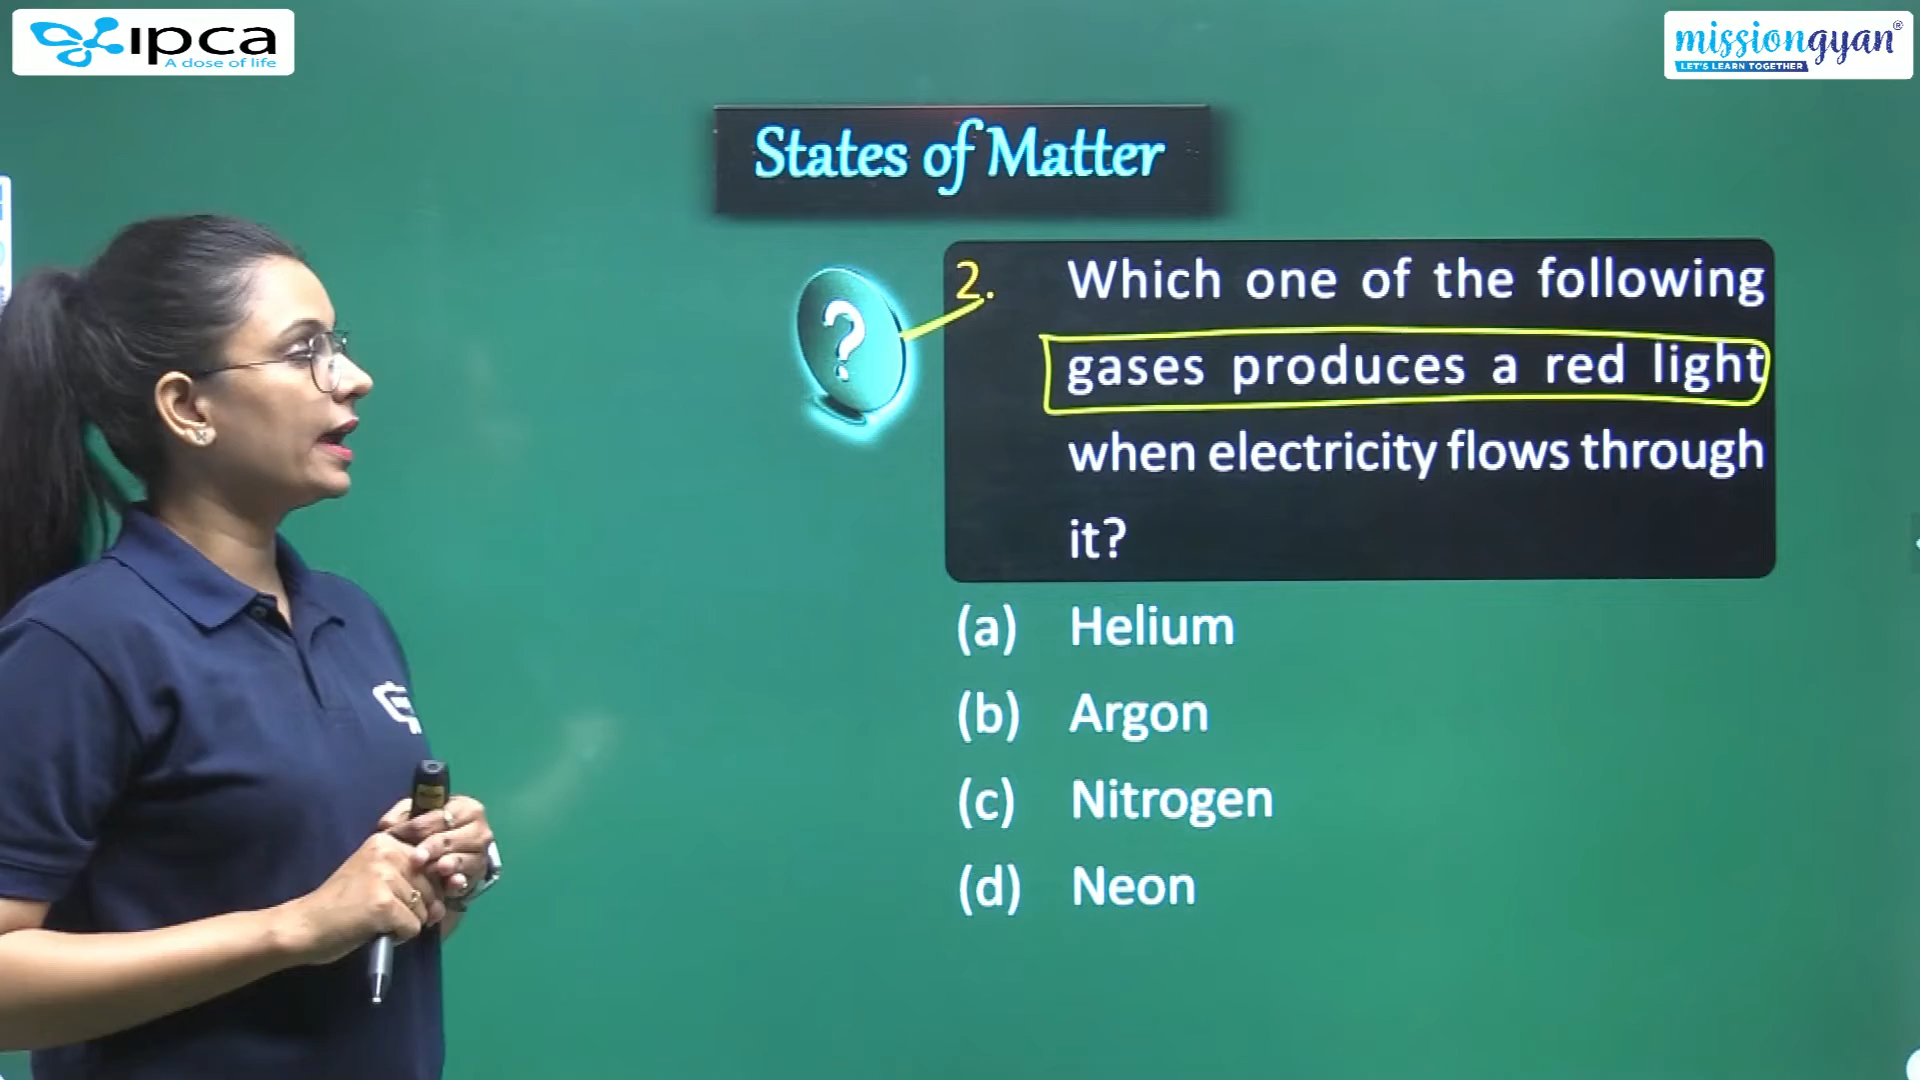 ipca
A dose of life
missiongyan®
LET'S LEARN TOGETHER
States of Matter
?
2. Which one of the following
gases produces a red light
when electricity flows through
it?
(a) Helium
(b) Argon
(c) Nitrogen
(d) Neon